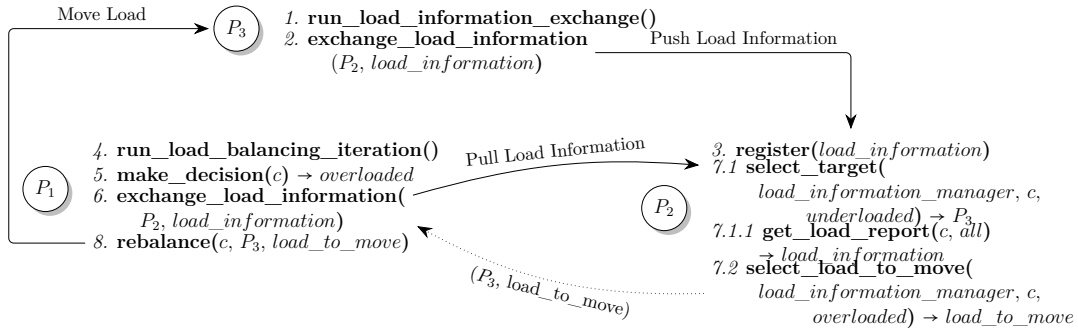 Move Load
P3
1. run_load_information_exchange()
2. exchange_load_information
(P2, load_information)
Push Load Information
P1
4. run_load_balancing_iteration()
5. make_decision(c) → overloaded
6. exchange_load_information(
P2, load_information)
8. rebalance(c, P3, load_to_move)
Pull Load Information
(P3, load_to_move)
P2
3. register(load_information)
7.1 select_target(
load_information_manager, c,
underloaded) → P3
7.1.1 get_load_report(c, all)
→ load_information
7.2 select_load_to_move(
load_information_manager, c,
overloaded) → load_to_move